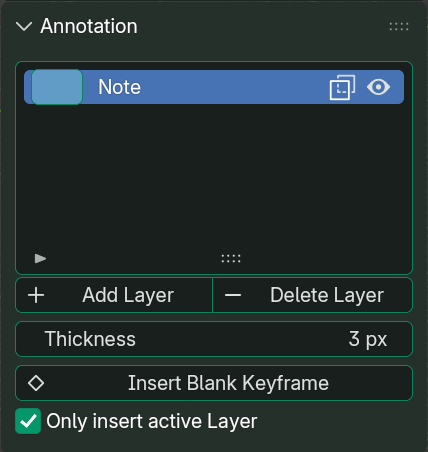 Annotation
Note
Add Layer
Delete Layer
Thickness 3 px
Insert Blank Keyframe
Only insert active Layer